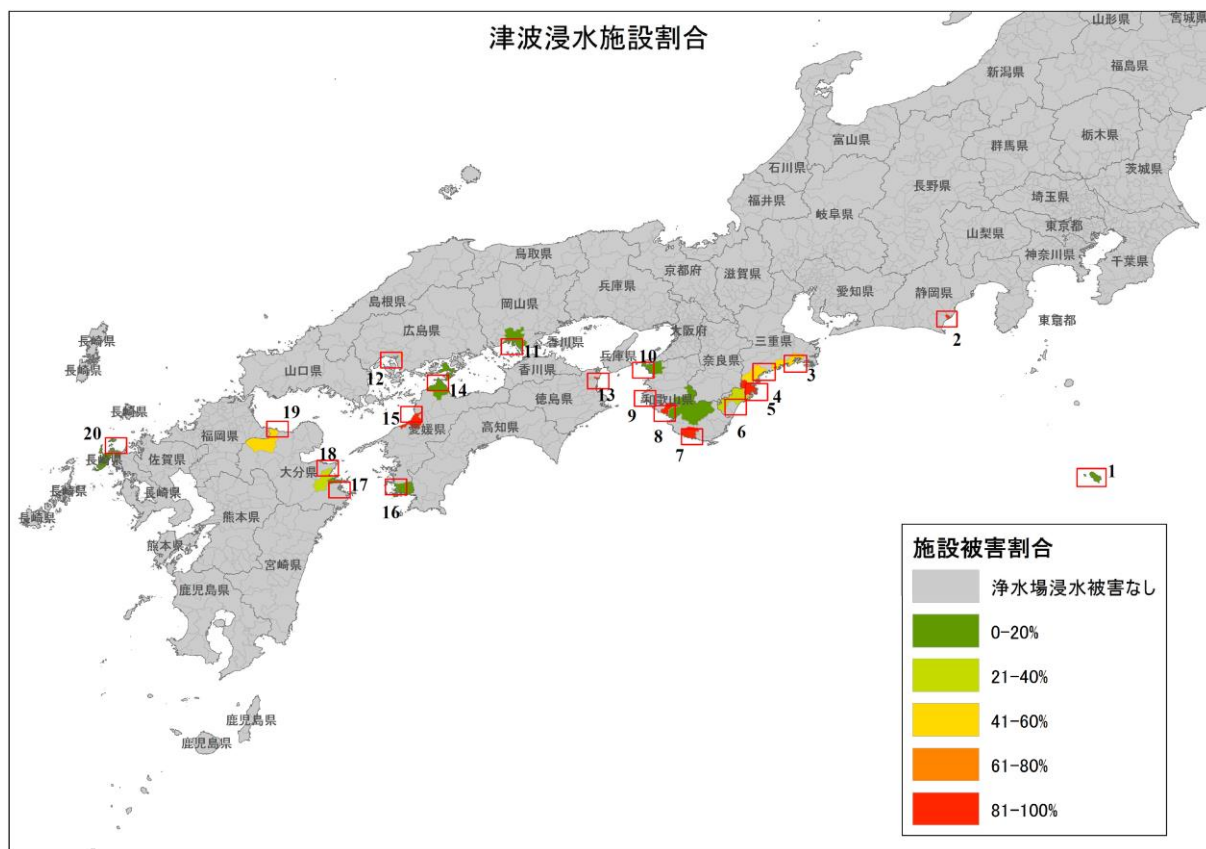 津波浸水施設割合
山形県
宮城県
新潟県
福島県
富山県
群馬県
栃木県
石川県
長野県
茨城県
福井県
岐阜県
埼玉県
山梨県
東京都
鳥取県
京都府
滋賀県
神奈川県
千葉県
島根県
岡山県
兵庫県
愛知県
静岡県
広島県
大阪府
三重県
東京都
2
長崎県
山口県
12
11
香川県
兵庫県
10
奈良県
3
長崎県
14
香川県
13
4
徳島県
9
和歌山県
5
長崎県
19
15
愛媛県
高知県
8
6
20
福岡県
7
長崎県
佐賀県
18
大分県
1
長崎県
長崎県
17
長崎県
熊本県
16
熊本県
宮崎県
鹿児島県
鹿児島県
鹿児島県
施設被害割合
浄水場浸水被害なし
0-20%
21-40%
41-60%
61-80%
81-100%